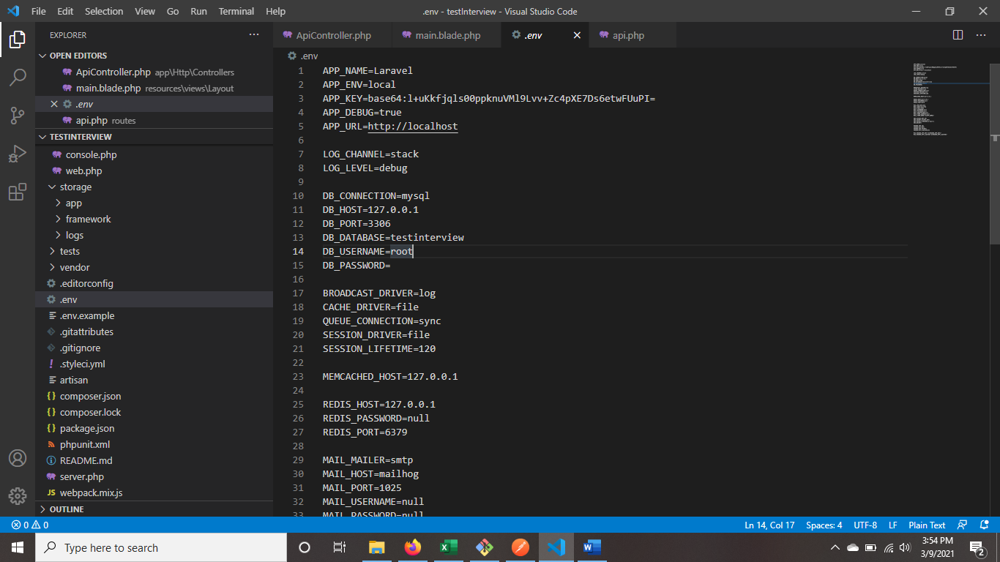 File Edit Selection View Go Run Terminal Help .env - testInterview - Visual Studio Code
EXPLORER
ApiController.php main.blade.php .env api.php
OPEN EDITORS
ApiController.php app\Http\Controllers
main.blade.php resources\views\Layout
.env
api.php routes
TESTINTERVIEW
console.php
web.php
storage
app
framework
logs
tests
vendor
.editorconfig
.env
.env.example
.gitattributes
.gitignore
.styleci.yml
artisan
composer.json
composer.lock
package.json
phpunit.xml
README.md
server.php
JS webpack.mix.js
OUTLINE
.env
1 APP_NAME=Laravel
2 APP_ENV=local
3 APP_KEY=base64:l+uKkfjqls00ppknuVMl9Lvv+Zc4pXE7Ds6etwFUuPI=
4 APP_DEBUG=true
5 APP_URL=http://localhost
6
7 LOG_CHANNEL=stack
8 LOG_LEVEL=debug
9
10 DB_CONNECTION=mysql
11 DB_HOST=127.0.0.1
12 DB_PORT=3306
13 DB_DATABASE=testinterview
14 DB_USERNAME=root
15 DB_PASSWORD=
16
17 BROADCAST_DRIVER=log
18 CACHE_DRIVER=file
19 QUEUE_CONNECTION=sync
20 SESSION_DRIVER=file
21 SESSION_LIFETIME=120
22
23 MEMCACHED_HOST=127.0.0.1
24
25 REDIS_HOST=127.0.0.1
26 REDIS_PASSWORD=null
27 REDIS_PORT=6379
28
29 MAIL_MAILER=smtp
30 MAIL_HOST=mailhog
31 MAIL_PORT=1025
32 MAIL_USERNAME=null
33 MAIL_PASSWORD=null
0 0 Ln 14, Col 17 Spaces: 4 UTF-8 LF Plain Text
Type here to search
3:54 PM
3/9/2021
2